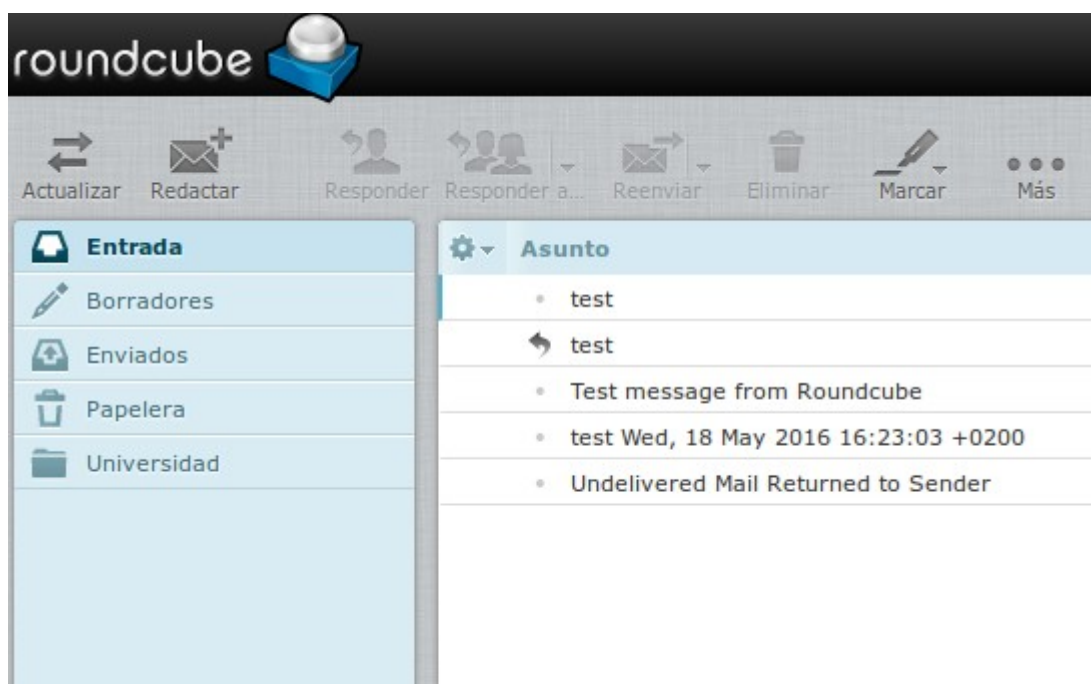 roundcube
Actualizar Redactar Responder Responder a... Reenviar Eliminar Marcar Más
Entrada
Borradores
Enviados
Papelera
Universidad
Asunto
test
test
Test message from Roundcube
test Wed, 18 May 2016 16:23:03 +0200
Undelivered Mail Returned to Sender